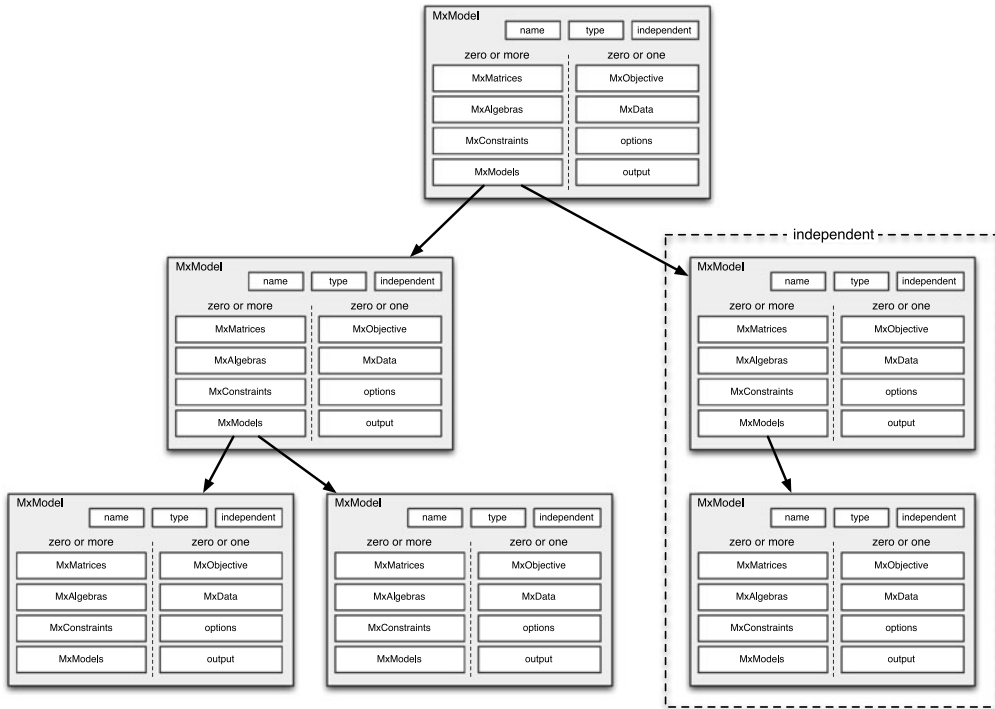 MxModel
name type independent
zero or more zero or one
MxMatrices MxObjective
MxAlgebras MxData
MxConstraints options
MxModels output
independent
MxModel
name type independent
zero or more zero or one
MxMatrices MxObjective
MxAlgebras MxData
MxConstraints options
MxModels output
MxModel
name type independent
zero or more zero or one
MxMatrices MxObjective
MxAlgebras MxData
MxConstraints options
MxModels output
MxModel
name type independent
zero or more zero or one
MxMatrices MxObjective
MxAlgebras MxData
MxConstraints options
MxModels output
MxModel
name type independent
zero or more zero or one
MxMatrices MxObjective
MxAlgebras MxData
MxConstraints options
MxModels output
MxModel
name type independent
zero or more zero or one
MxMatrices MxObjective
MxAlgebras MxData
MxConstraints options
MxModels output